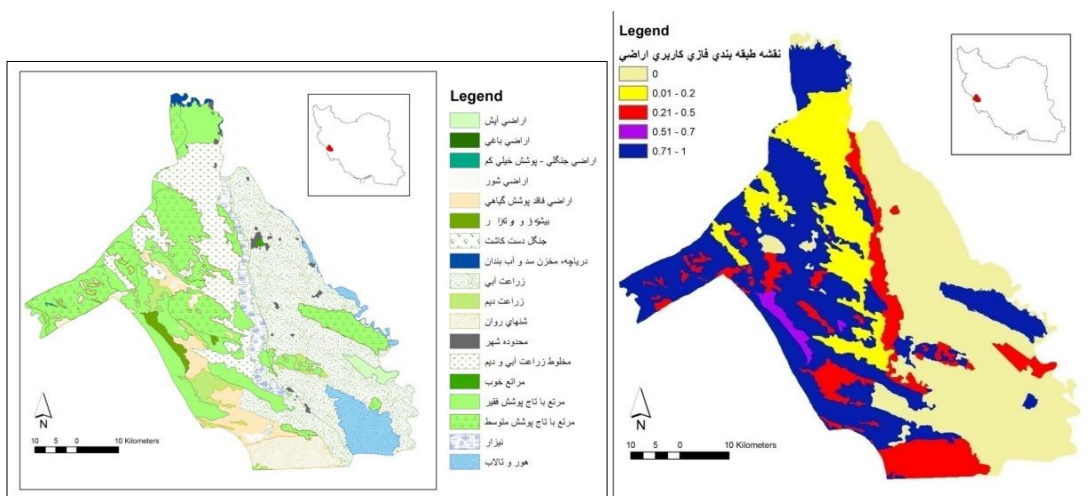 Legend
اراضي آيش
اراضي باغي
اراضي جنگلي - پوشش خيلي کم
اراضي شور
اراضي فاقد پوشش گياهي
جنگل دست کاشت
درياچه، مخزن سد و آب بندان
زراعت آبي
زراعت ديم
شنهاي روان
محدوده شهر
مخلوط زراعت آبي و ديم
مراتع خوب
مرتع با تاج پوشش فقير
مرتع با تاج پوشش متوسط
نيزار
هور و تالاب
N
10 5 0 10 Kilometers
Legend
نقشه طبقه بندي فازي کاربري اراضي
0
0.01 - 0.2
0.21 - 0.5
0.51 - 0.7
0.71 - 1
N
10 5 0 10 Kilometers